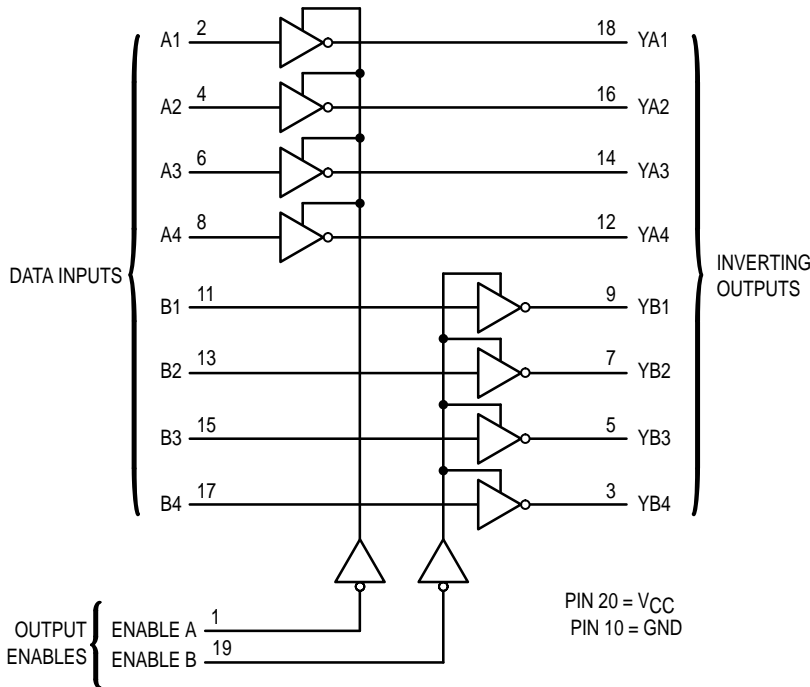 A1 2 18 YA1
A2 4 16 YA2
A3 6 14 YA3
A4 8 12 YA4
DATA INPUTS
INVERTING
OUTPUTS
B1 11 9 YB1
B2 13 7 YB2
B3 15 5 YB3
B4 17 3 YB4
PIN 20 = VCC
PIN 10 = GND
OUTPUT
ENABLES
ENABLE A 1
ENABLE B 19